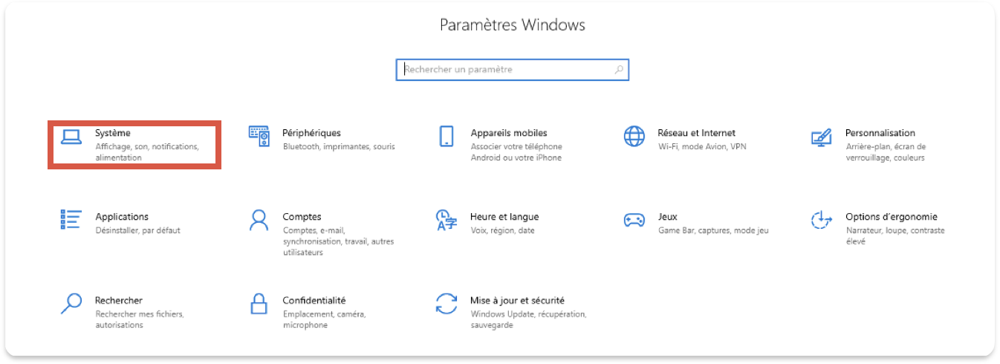 Paramètres Windows
Rechercher un paramètre
Système
Affichage, son, notifications,
alimentation
Périphériques
Bluetooth, imprimantes, souris
Appareils mobiles
Associer votre téléphone
Android ou votre iPhone
Réseau et Internet
Wi-Fi, mode Avion, VPN
Personnalisation
Arrière-plan, écran de
verrouillage, couleurs
Applications
Désinstaller, par défaut
Comptes
Comptes, e-mail,
synchronisation, travail, autres
utilisateurs
Heure et langue
Voix, région, date
Jeux
Game Bar, captures, mode jeu
Options d’ergonomie
Narrateur, loupe, contraste
élevé
Rechercher
Rechercher mes fichiers,
autorisations
Confidentialité
Emplacement, caméra,
microphone
Mise à jour et sécurité
Windows Update, récupération,
sauvegarde